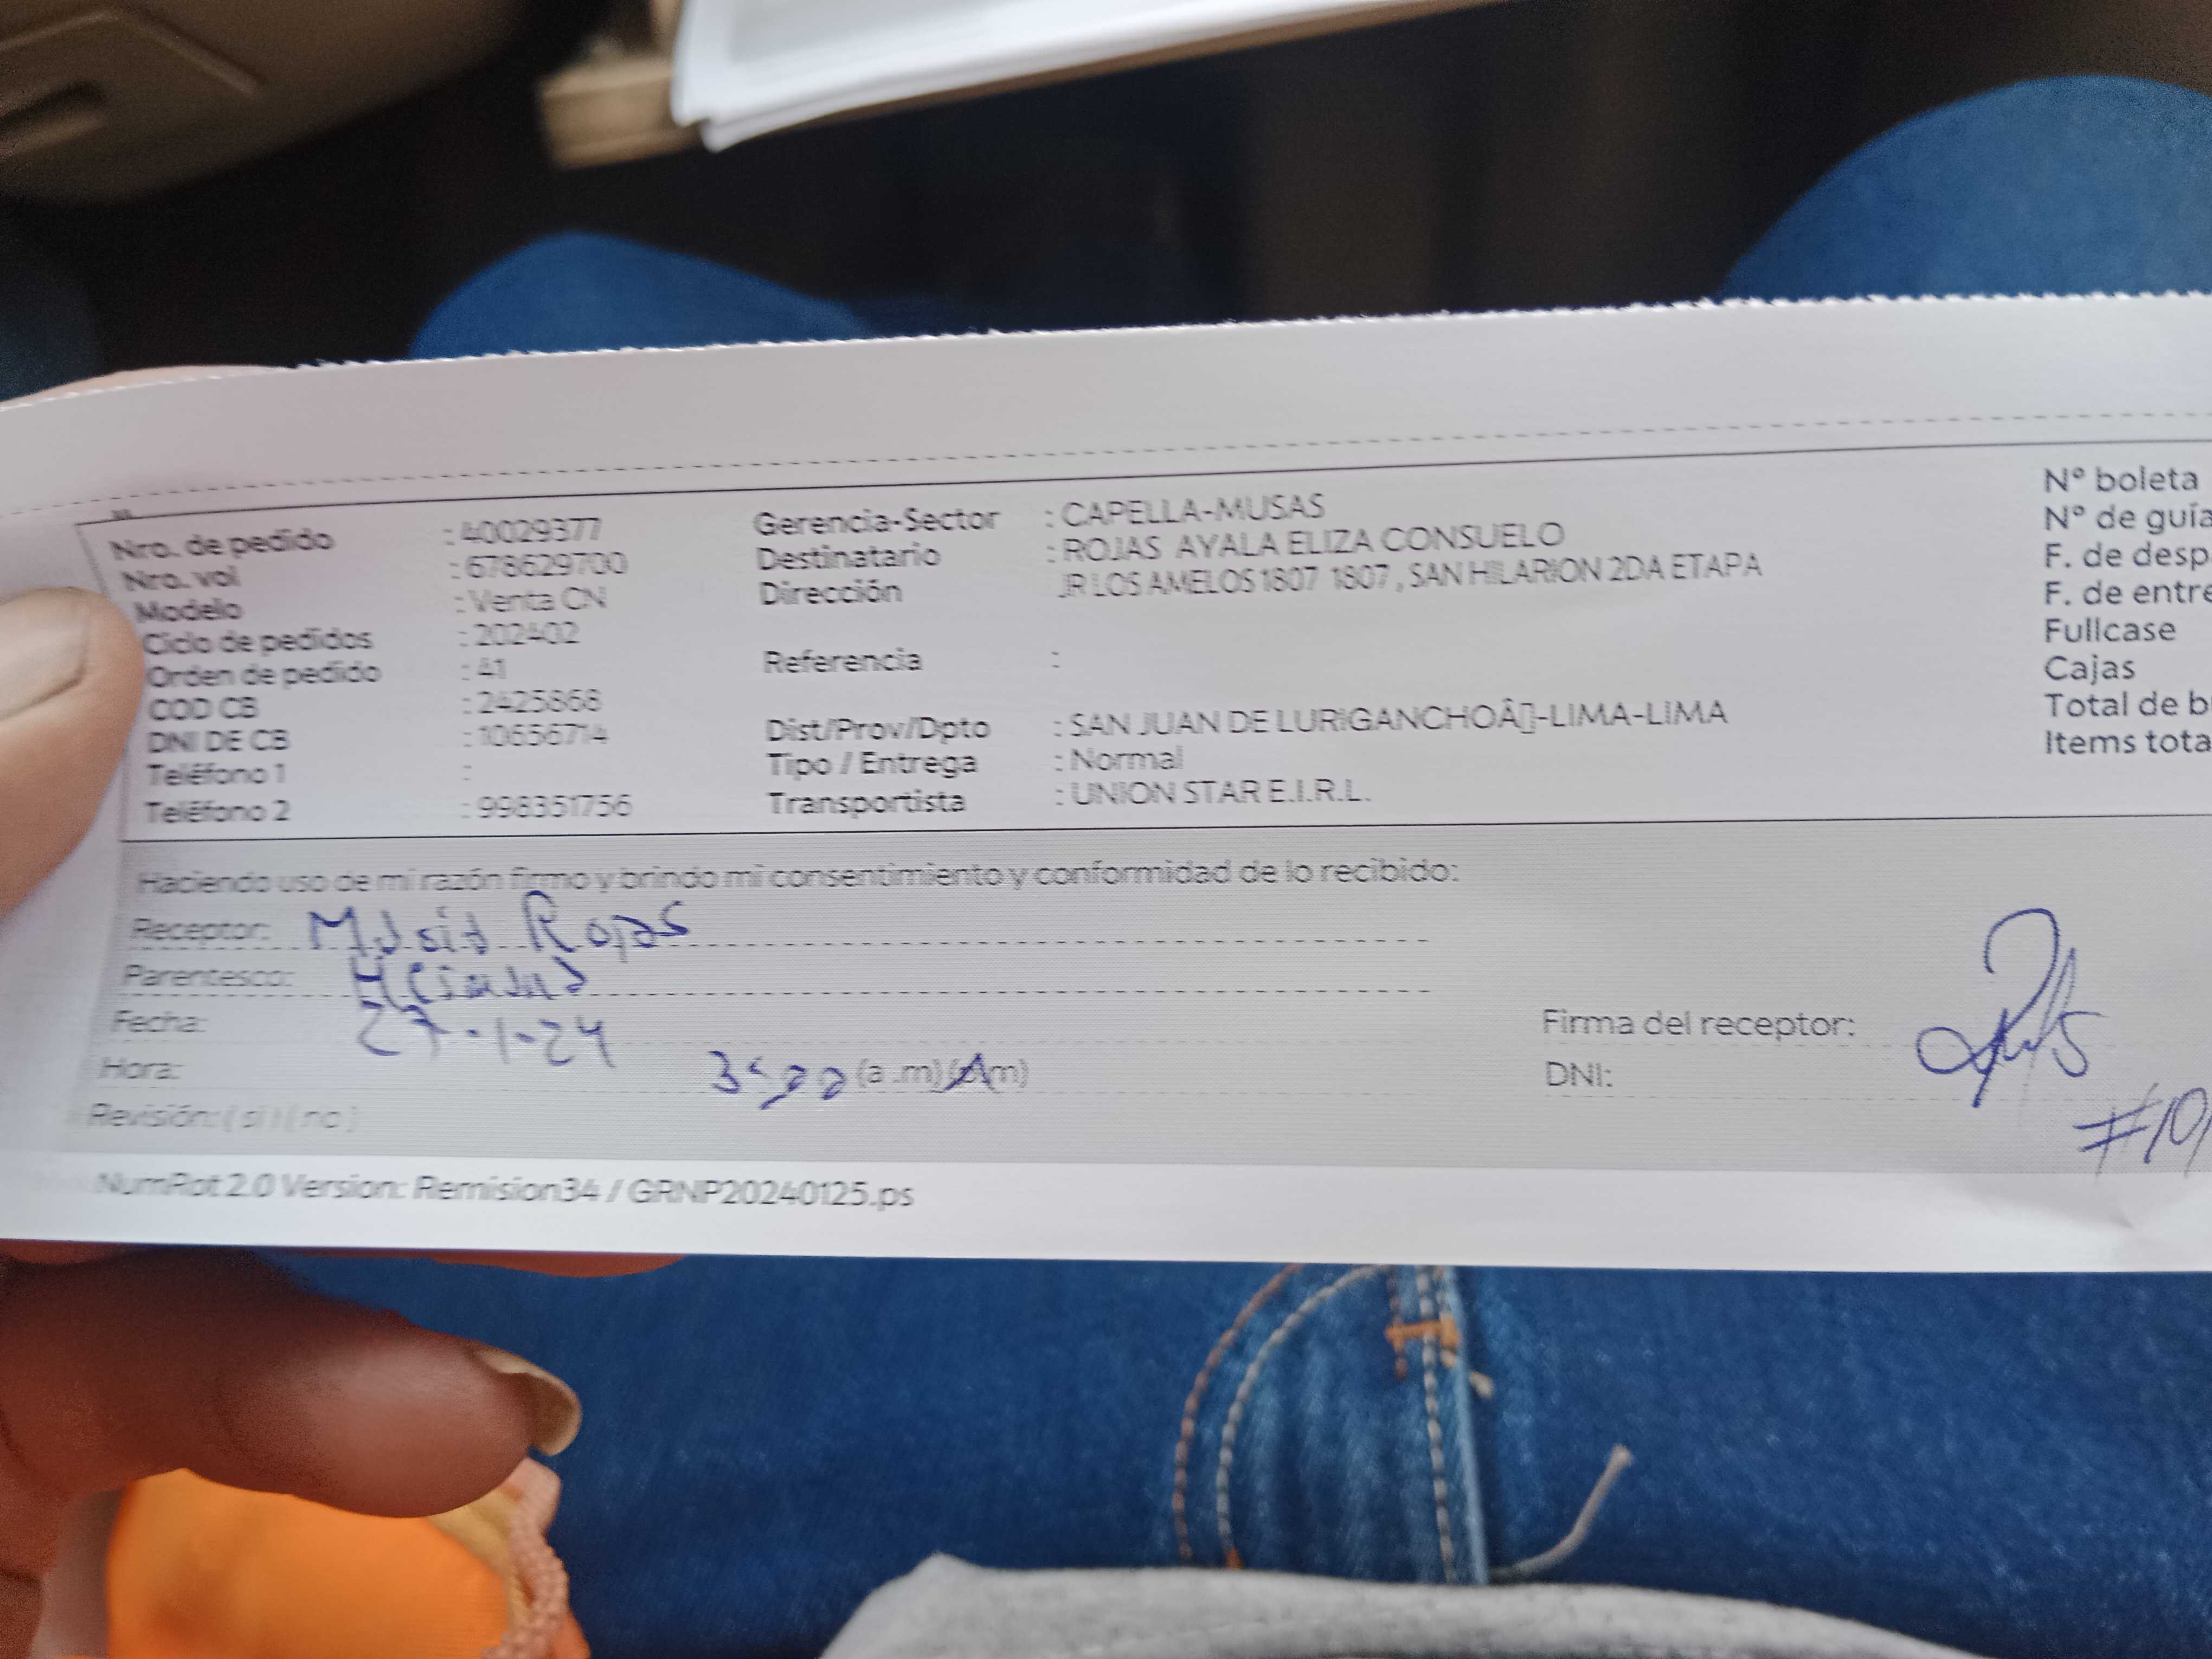 Nro. de pedido : 40029377
Nro. vol : 678629700
Modelo : Venta CN
Ciclo de pedidos : 202402
Orden de pedido : 41
COD CB : 2425868
DNI DE CB : 10656714
Teléfono 1 :
Teléfono 2 : 998351756
Gerencia-Sector : CAPELLA-MUSAS
Destinatario : ROJAS AYALA ELIZA CONSUELO
Dirección JR LOS AMELOS 1807 1807 , SAN HILARION 2DA ETAPA
Referencia :
Dist/Prov/Dpto : SAN JUAN DE LURIGANCHOÂ▯-LIMA-LIMA
Tipo / Entrega : Normal
Transportista : UNION STAR E.I.R.L.
Nº boleta
Nº de guía
F. de desp
F. de entre
Fullcase
Cajas
Total de b
Items tota
Haciendo uso de mi razón firmo y brindo mi consentimiento y conformidad de lo recibido:
Receptor: Rojas
Parentesco:
Fecha: 27-1-24
Hora: (a .m)
Revisión: ( si ) ( no )
Firma del receptor:
DNI:
NumRot 2.0 Version: Remision34 / GRNP20240125.ps